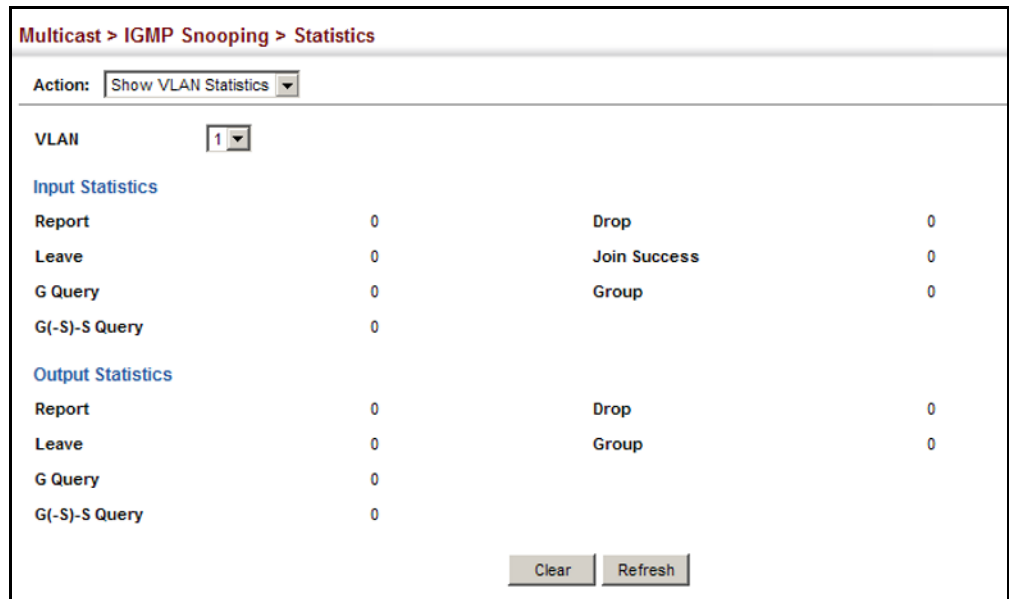 Multicast > IGMP Snooping > Statistics
Action: Show VLAN Statistics
VLAN 1
Input Statistics
Report 0 Drop 0
Leave 0 Join Success 0
G Query 0 Group 0
G(-S)-S Query 0
Output Statistics
Report 0 Drop 0
Leave 0 Group 0
G Query 0
G(-S)-S Query 0
Clear Refresh